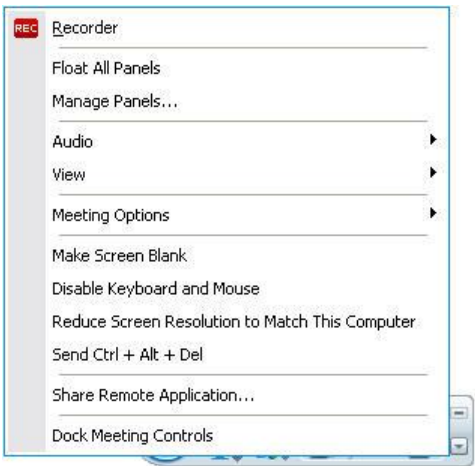 REC Recorder
Float All Panels
Manage Panels...
Audio
View
Meeting Options
Make Screen Blank
Disable Keyboard and Mouse
Reduce Screen Resolution to Match This Computer
Send Ctrl + Alt + Del
Share Remote Application...
Dock Meeting Controls